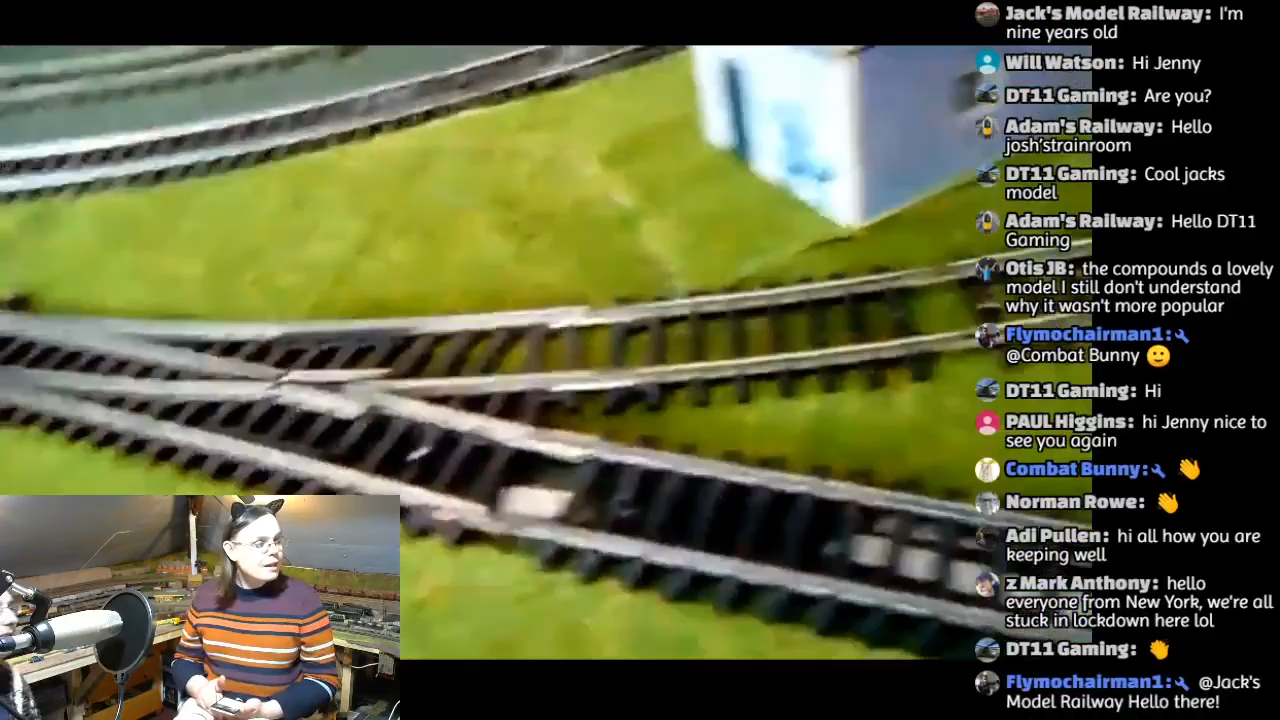 Jack's Model Railway: I'm
nine years old
Will Watson: Hi Jenny
DT11 Gaming: Are you?
Adam's Railway: Hello
josh'strainroom
DT11 Gaming: Cool jacks
model
Adam's Railway: Hello DT11
Gaming
Otis JB: the compounds a lovely
model I still don't understand
why it wasn't more popular
Flymochairman1:
@Combat Bunny 🙂
DT11 Gaming: Hi
PAUL Higgins: hi Jenny nice to
see you again
Combat Bunny: 👋
Norman Rowe: 👋
Adi Pullen: hi all how you are
keeping well
z Mark Anthony: hello
everyone from New York, we're all
stuck in lockdown here lol
DT11 Gaming: 👏
Flymochairman1: @Jack's
Model Railway Hello there!